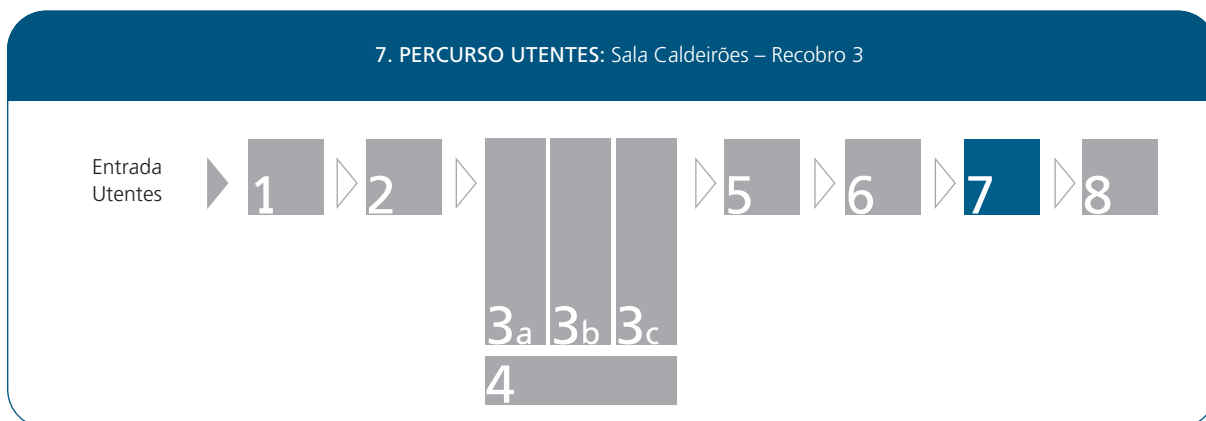 7. PERCURSO UTENTES: Sala Caldeirões – Recobro 3
Entrada
Utentes
1
2
3a
3b
3c
4
5
6
7
8